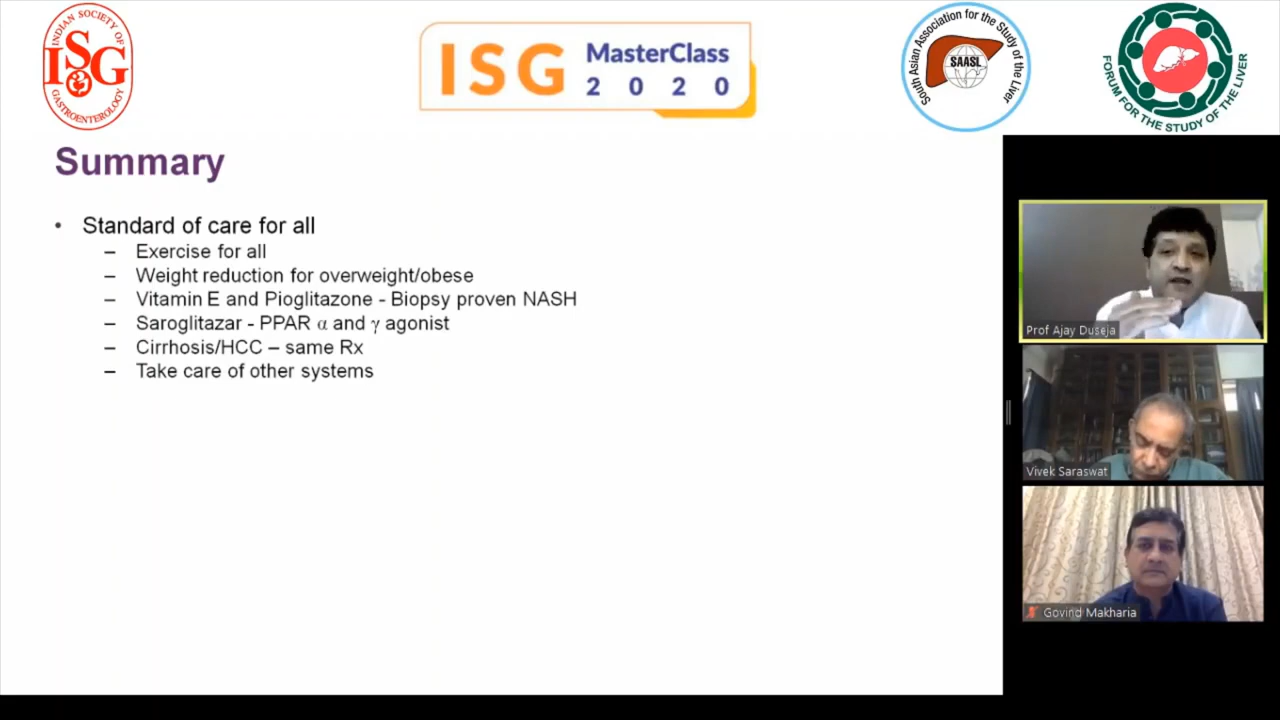 INDIAN SOCIETY OF
ISG
GASTROENTEROLOGY
ISG MasterClass
2 0 2 0
South Asian Association for the Study of the Liver
SAASL
FORUM FOR THE STUDY OF THE LIVER
Summary
• Standard of care for all
– Exercise for all
– Weight reduction for overweight/obese
– Vitamin E and Pioglitazone - Biopsy proven NASH
– Saroglitazar - PPAR α and γ agonist
– Cirrhosis/HCC – same Rx
– Take care of other systems
Prof Ajay Duseja
Vivek Saraswat
Govind Makharia